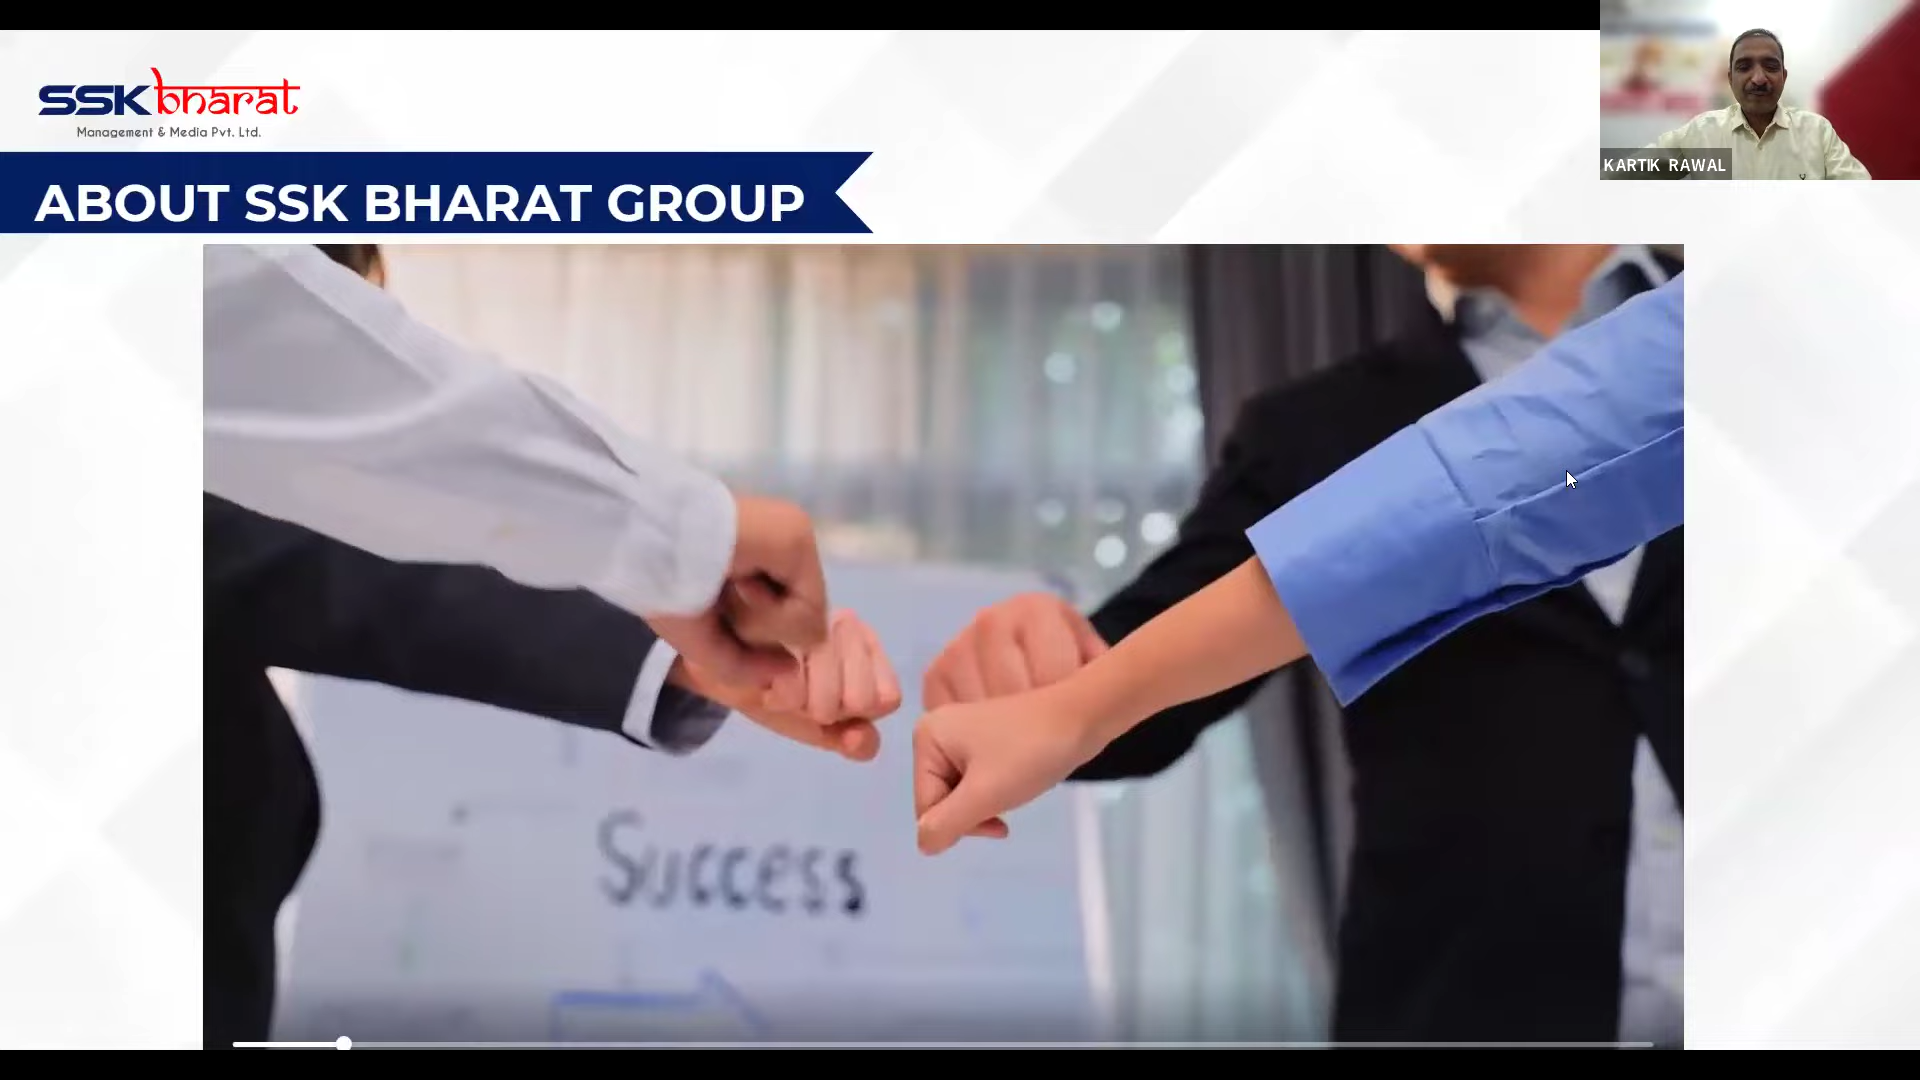 SSK bharat
Management & Media Pvt. Ltd.
ABOUT SSK BHARAT GROUP
KARTIK RAWAL
Success